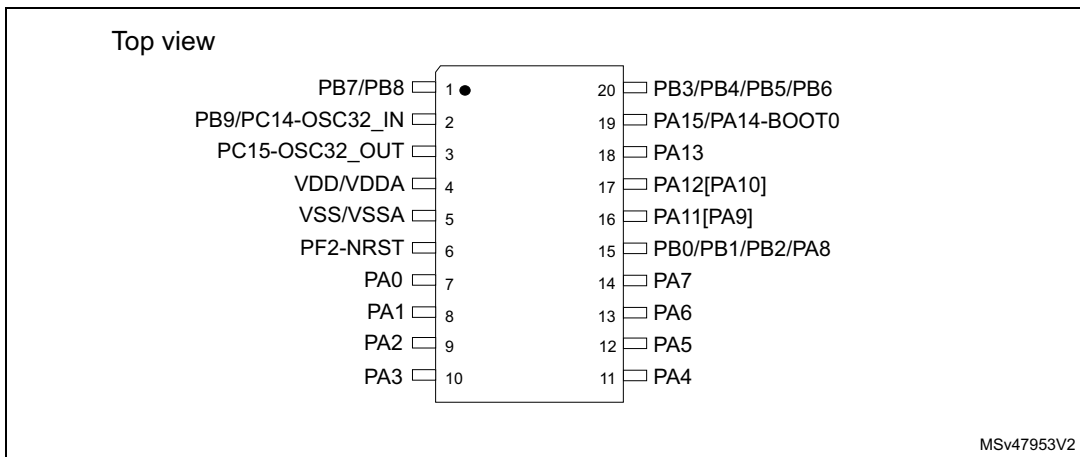 Top view
PB7/PB8 1 20 PB3/PB4/PB5/PB6
PB9/PC14-OSC32_IN 2 19 PA15/PA14-BOOT0
PC15-OSC32_OUT 3 18 PA13
VDD/VDDA 4 17 PA12[PA10]
VSS/VSSA 5 16 PA11[PA9]
PF2-NRST 6 15 PB0/PB1/PB2/PA8
PA0 7 14 PA7
PA1 8 13 PA6
PA2 9 12 PA5
PA3 10 11 PA4
MSv47953V2